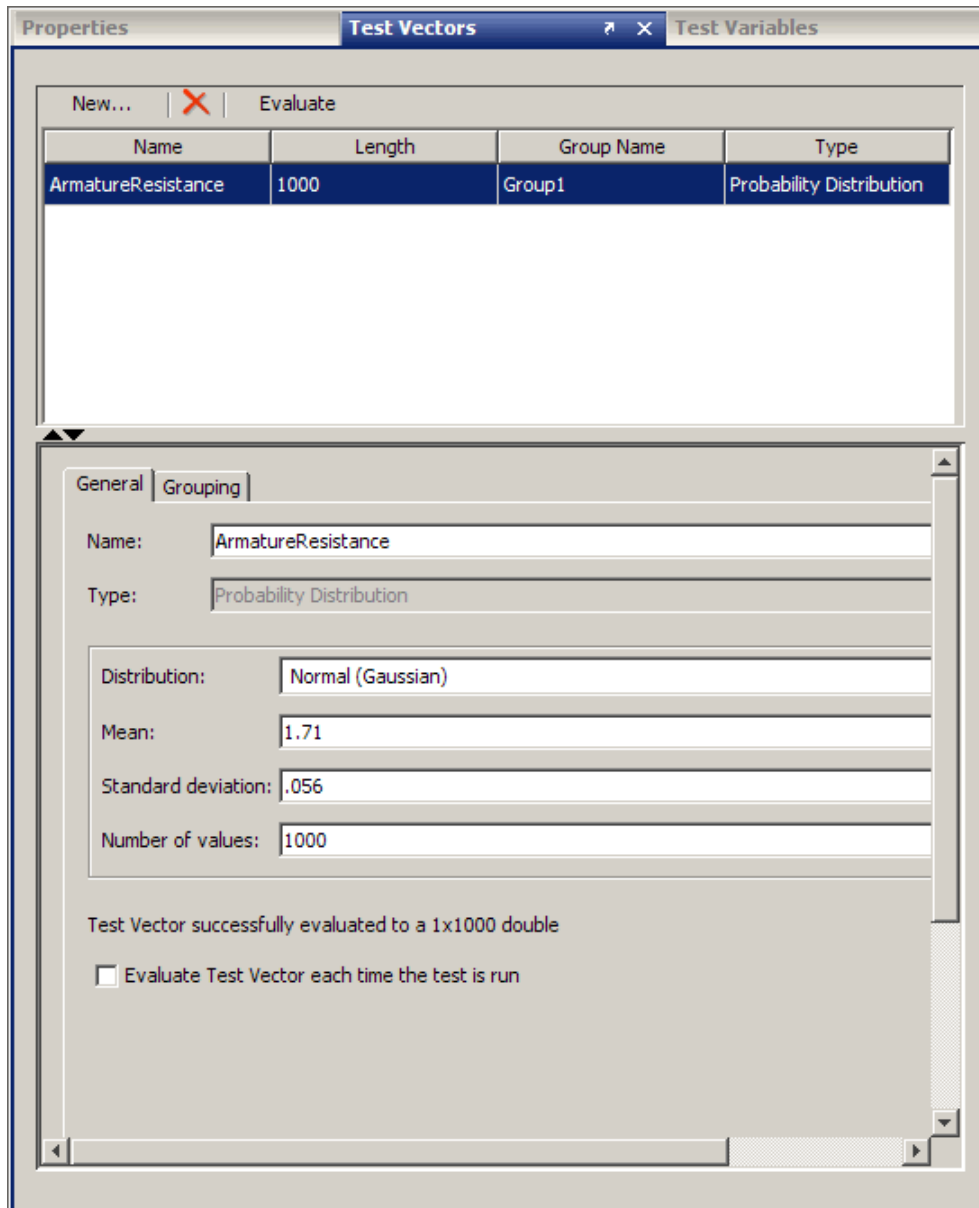 Properties Test Vectors Test Variables
New... Evaluate
Name Length Group Name Type
ArmatureResistance 1000 Group1 Probability Distribution
General Grouping
Name: ArmatureResistance
Type: Probability Distribution
Distribution: Normal (Gaussian)
Mean: 1.71
Standard deviation: .056
Number of values: 1000
Test Vector successfully evaluated to a 1x1000 double
Evaluate Test Vector each time the test is run